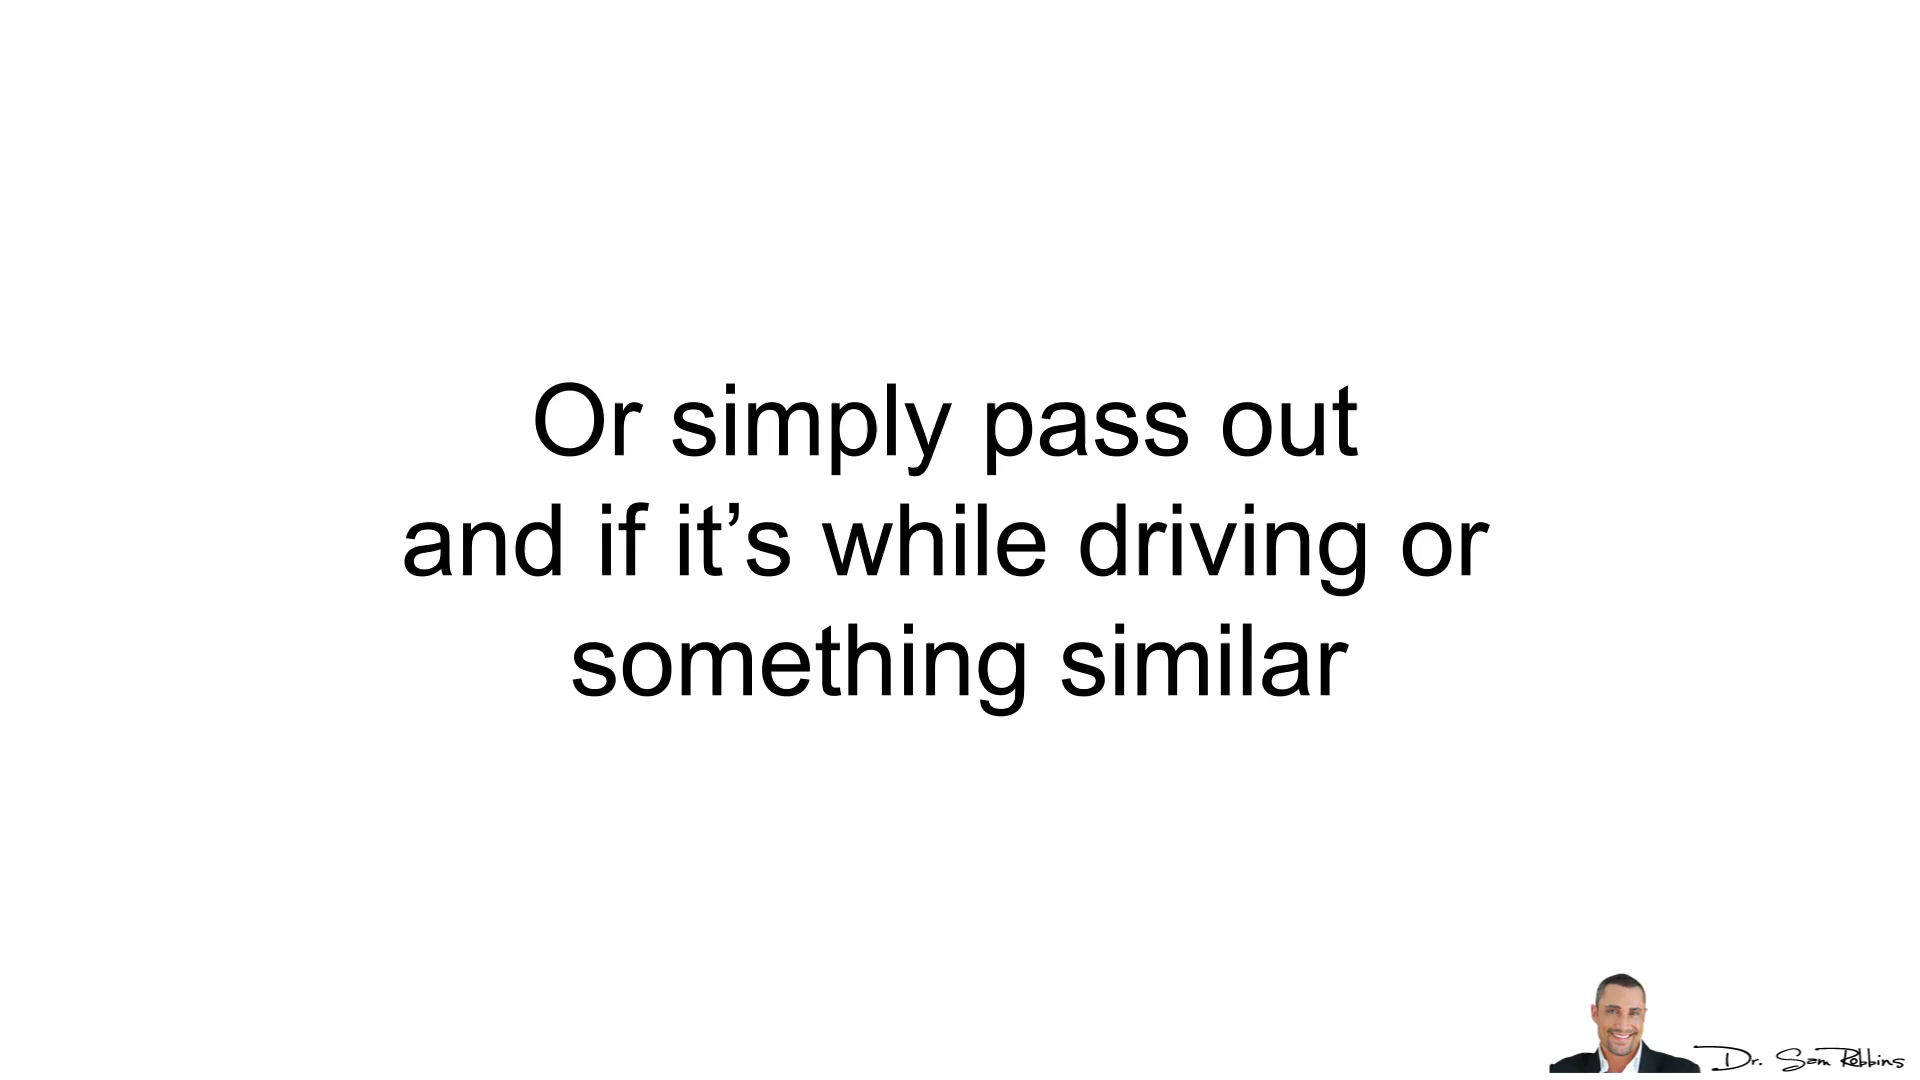 Or simply pass out
and if it’s while driving or
something similar
Dr. Sam Robbins